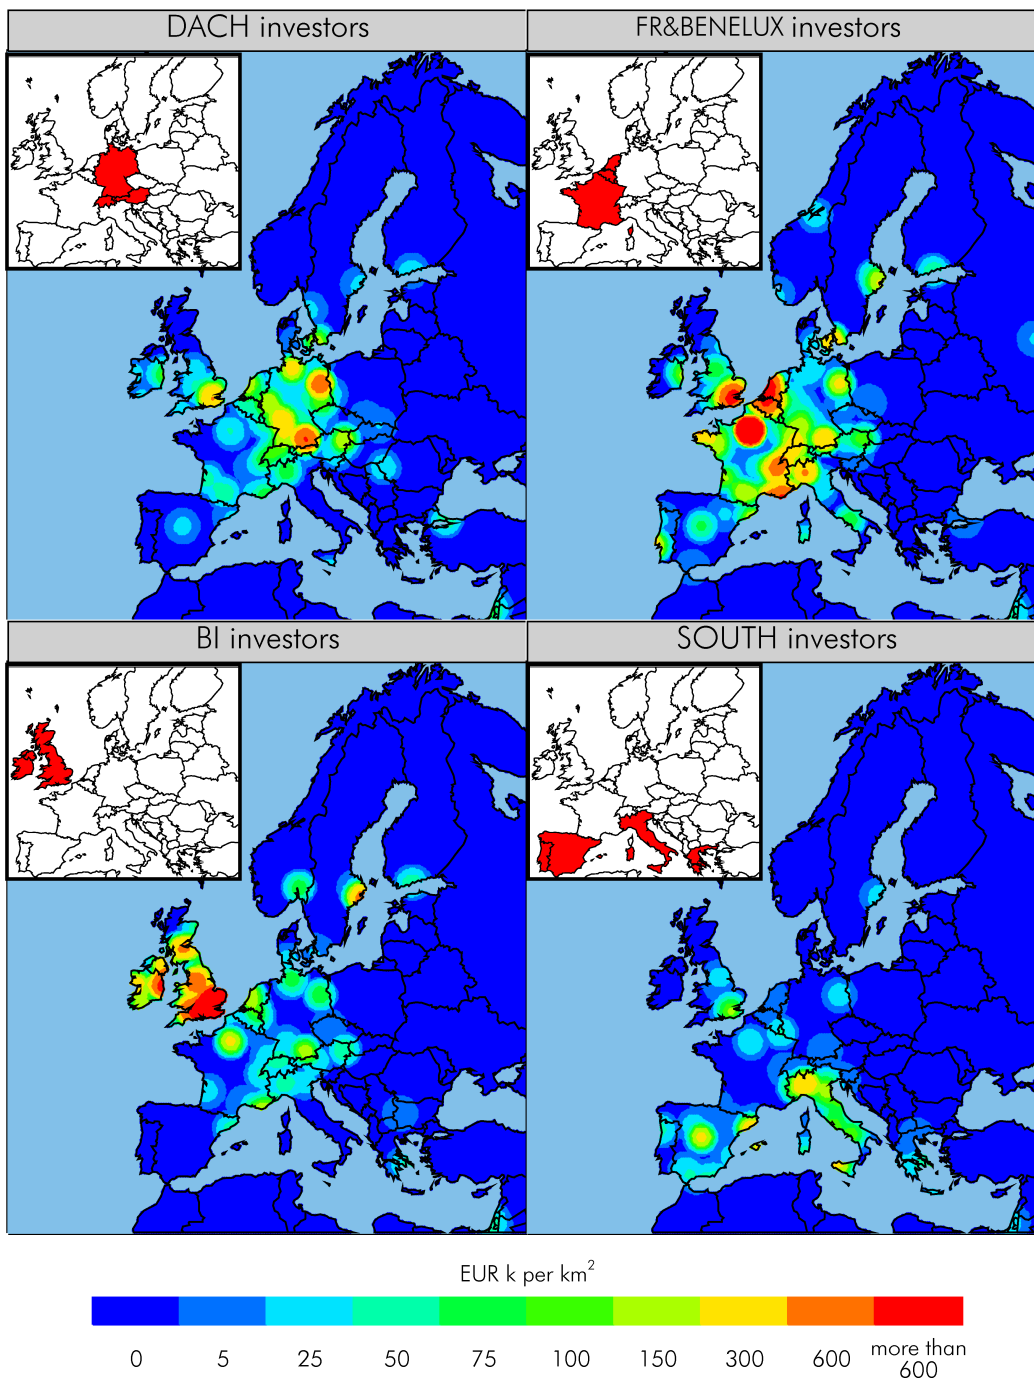 DACH investors
FR&BENELUX investors
BI investors
SOUTH investors
EUR k per km²
0 5 25 50 75 100 150 300 600 more than
600